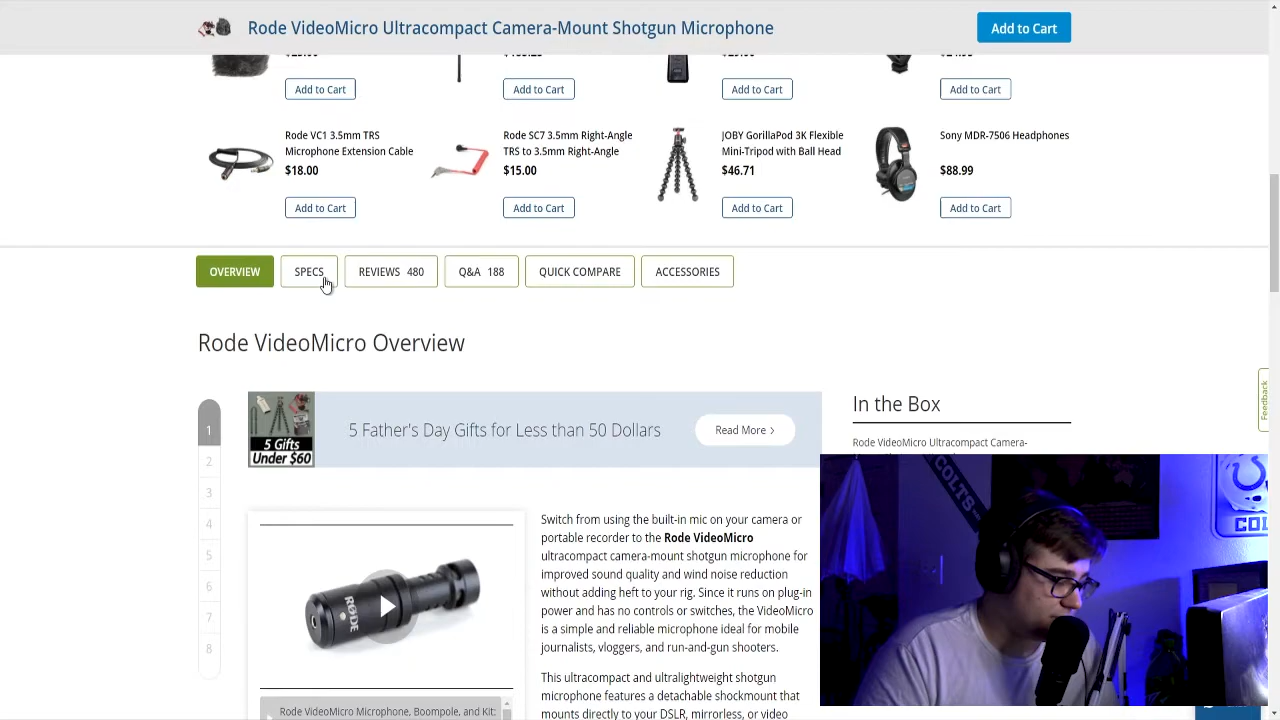 Rode VideoMicro Ultracompact Camera-Mount Shotgun Microphone
Add to Cart
Add to Cart
Add to Cart
Add to Cart
Add to Cart
Rode VC1 3.5mm TRS
Microphone Extension Cable
$18.00
Add to Cart
Rode SC7 3.5mm Right-Angle
TRS to 3.5mm Right-Angle
$15.00
Add to Cart
JOBY GorillaPod 3K Flexible
Mini-Tripod with Ball Head
$46.71
Add to Cart
Sony MDR-7506 Headphones
$88.99
Add to Cart
OVERVIEW
SPECS
REVIEWS 480
Q&A 188
QUICK COMPARE
ACCESSORIES
Rode VideoMicro Overview
1
2
3
4
5
6
7
8
5 Gifts
Under $60
5 Father's Day Gifts for Less than 50 Dollars
Read More >
In the Box
Rode VideoMicro Ultracompact Camera-
Feedback
RØDE
Switch from using the built-in mic on your camera or
portable recorder to the Rode VideoMicro
ultracompact camera-mount shotgun microphone for
improved sound quality and wind noise reduction
without adding heft to your rig. Since it runs on plug-in
power and has no controls or switches, the VideoMicro
is a simple and reliable microphone ideal for mobile
journalists, vloggers, and run-and-gun shooters.
This ultracompact and ultralightweight shotgun
microphone features a detachable shockmount that
mounts directly to your DSLR, mirrorless, or video
Rode VideoMicro Microphone, Boompole, and Kit:
COLTS
COL